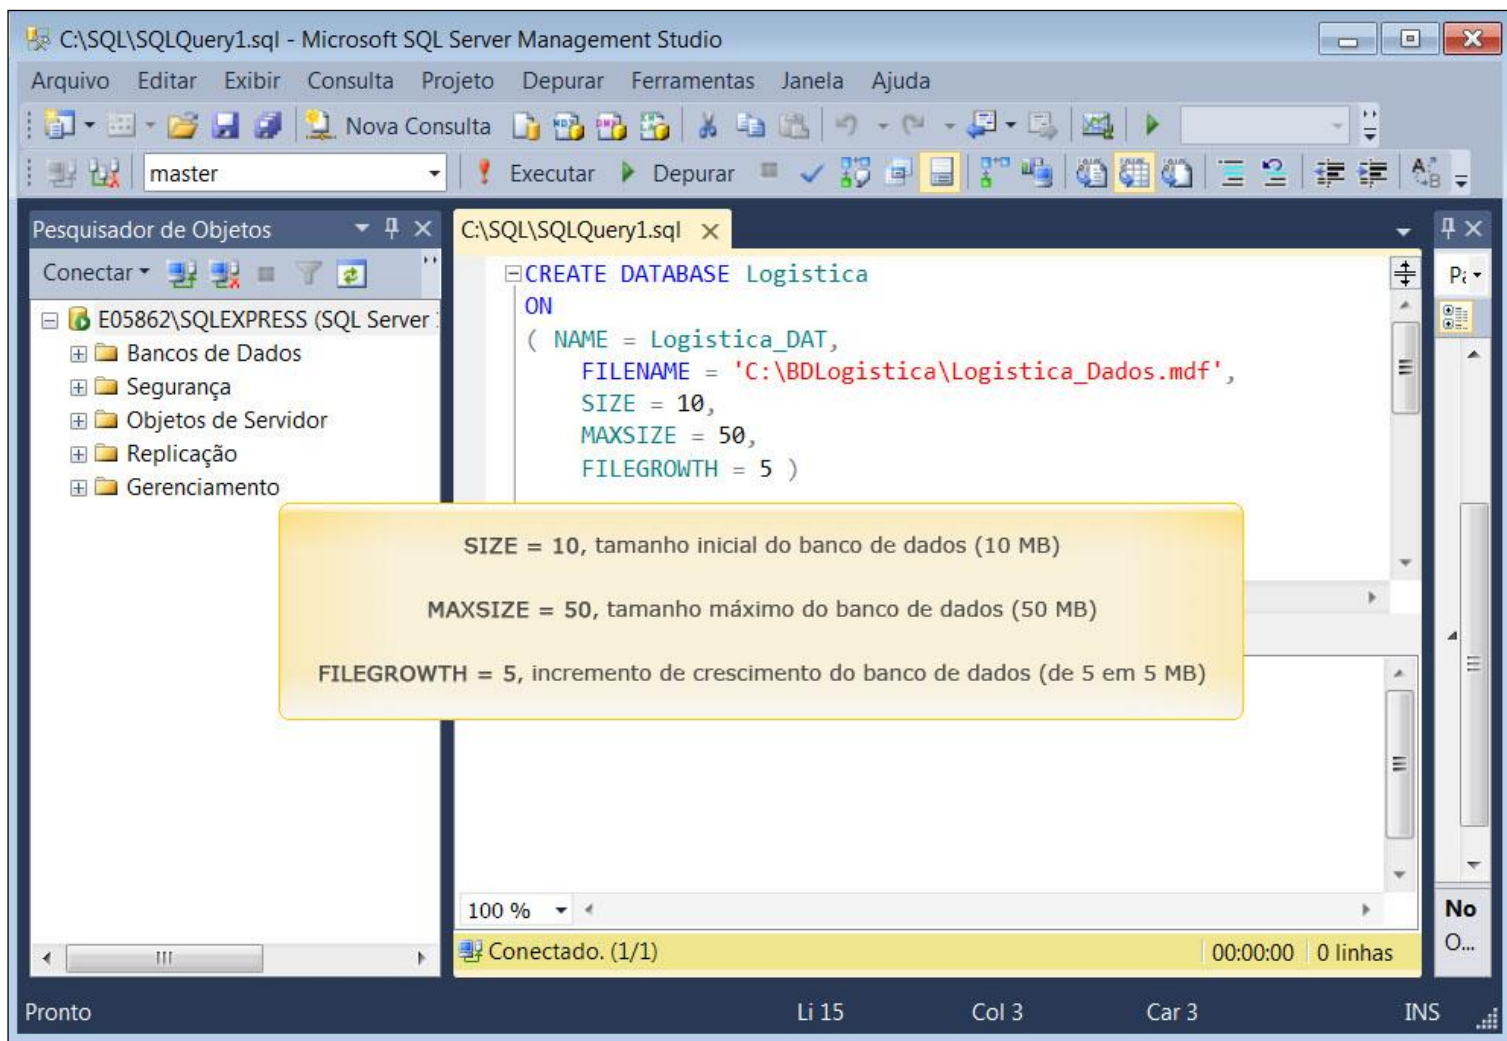 C:\SQL\SQLQuery1.sql - Microsoft SQL Server Management Studio
Arquivo Editar Exibir Consulta Projeto Depurar Ferramentas Janela Ajuda
Nova Consulta
master Executar Depurar
Pesquisador de Objetos
Conectar
E05862\SQLEXPRESS (SQL Server
Bancos de Dados
Segurança
Objetos de Servidor
Replicação
Gerenciamento
C:\SQL\SQLQuery1.sql
CREATE DATABASE Logistica
ON
( NAME = Logistica_DAT,
FILENAME = 'C:\BDLogistica\Logistica_Dados.mdf',
SIZE = 10,
MAXSIZE = 50,
FILEGROWTH = 5 )
SIZE = 10, tamanho inicial do banco de dados (10 MB)
MAXSIZE = 50, tamanho máximo do banco de dados (50 MB)
FILEGROWTH = 5, incremento de crescimento do banco de dados (de 5 em 5 MB)
100 %
Conectado. (1/1) 00:00:00 0 linhas
No
O...
Pronto Li 15 Col 3 Car 3 INS